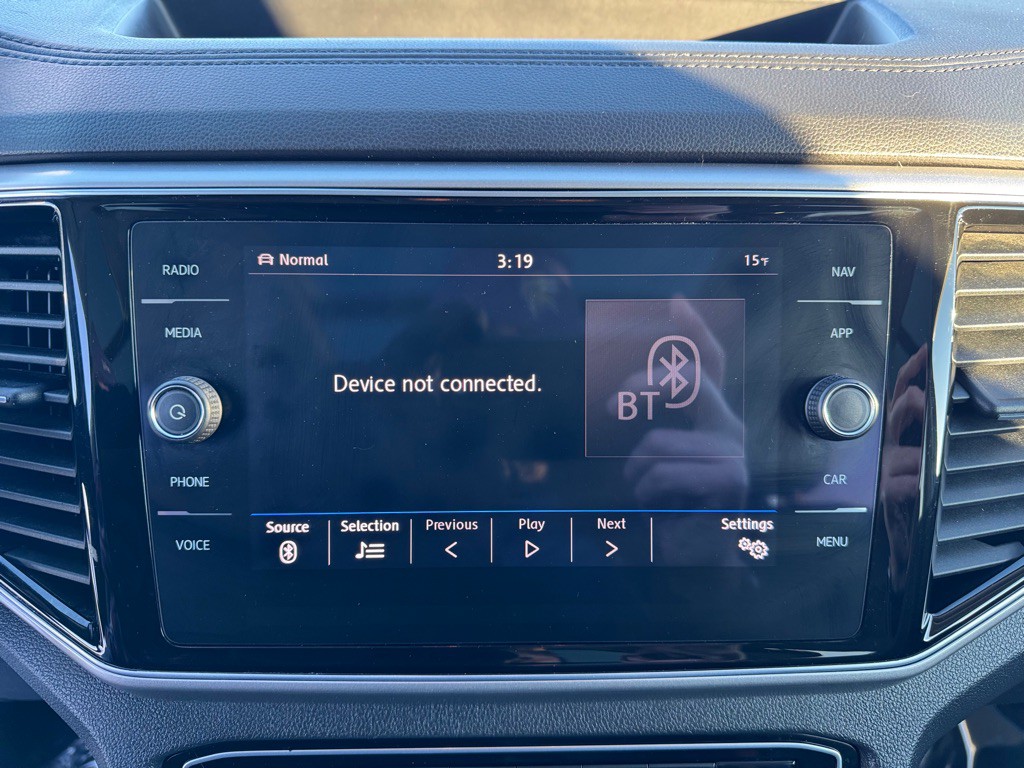 RADIO
MEDIA
PHONE
VOICE
Normal 3:19 15°F
Device not connected.
BT
Source Selection Previous Play Next Settings
NAV
APP
CAR
MENU